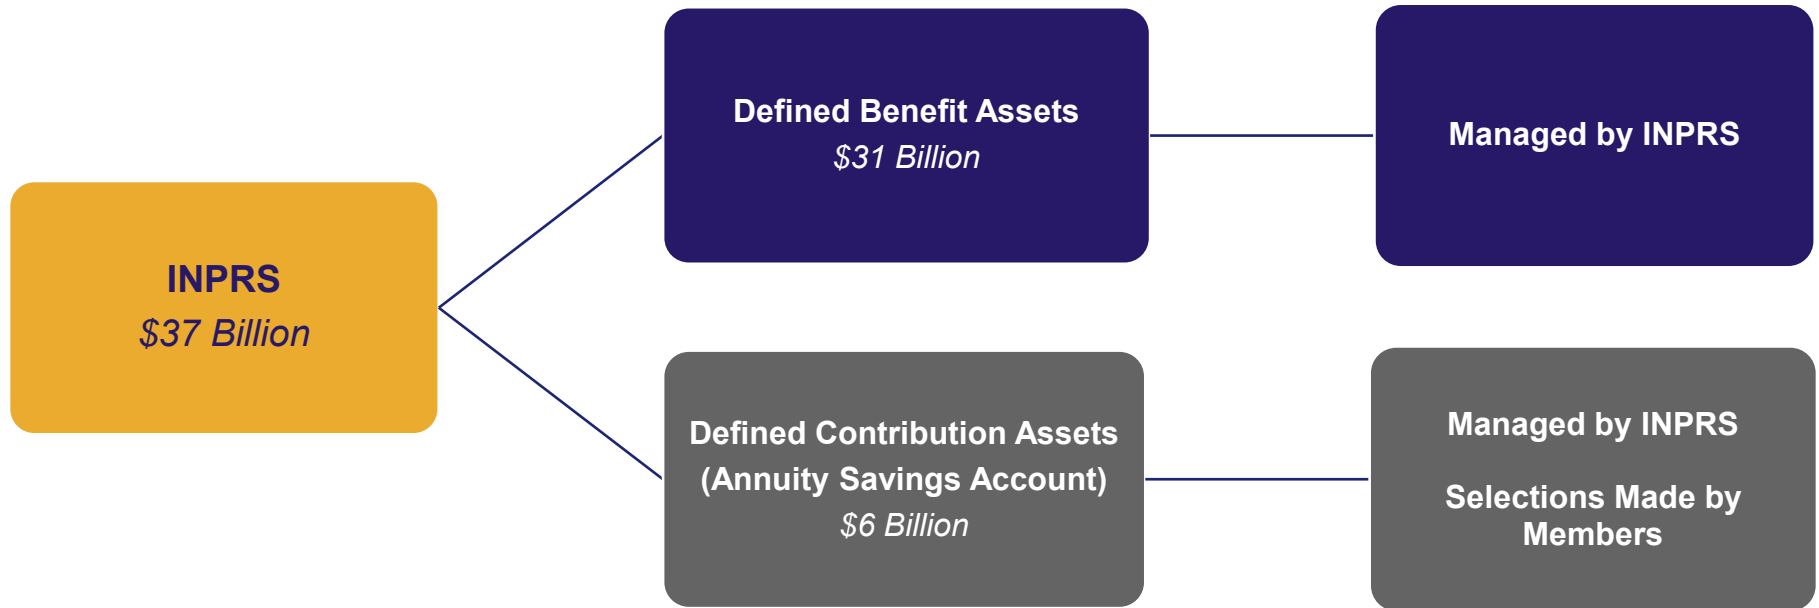 INPRS
$37 Billion
Defined Benefit Assets
$31 Billion
Managed by INPRS
Defined Contribution Assets
(Annuity Savings Account)
$6 Billion
Managed by INPRS
Selections Made by
Members